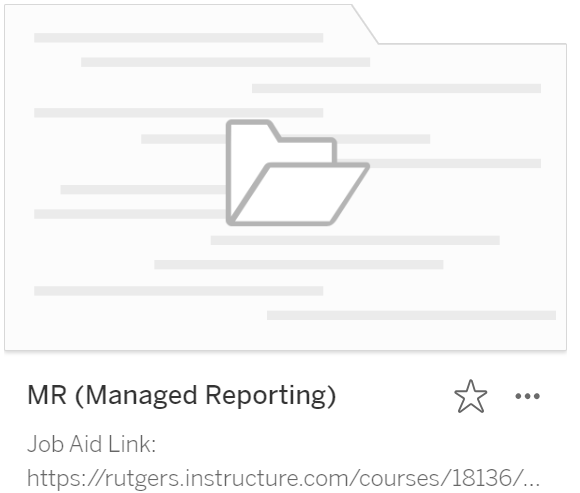 MR (Managed Reporting)
Job Aid Link:
https://rutgers.instructure.com/courses/18136/...